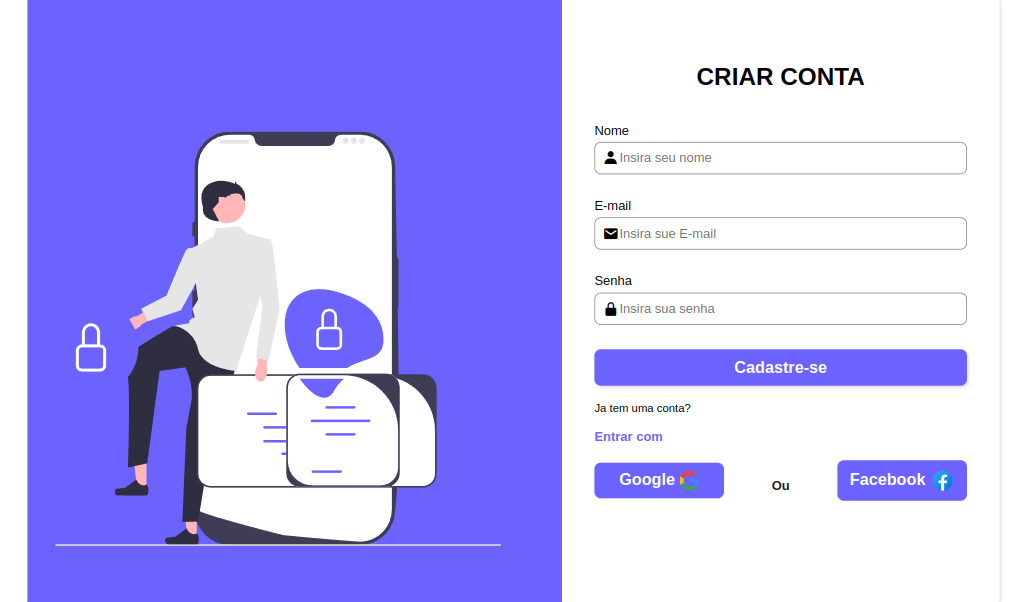 CRIAR CONTA
Nome
Insira seu nome
E-mail
Insira sue E-mail
Senha
Insira sua senha
Cadastre-se
Ja tem uma conta?
Entrar com
Google
Ou
Facebook